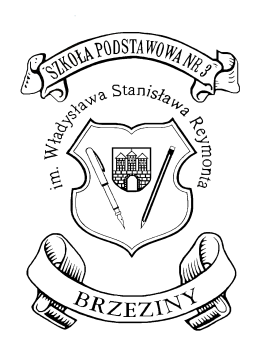 SZKOŁA PODSTAWOWA NR 3
im. Władysława Stanisława Reymonta
BRZEZINY